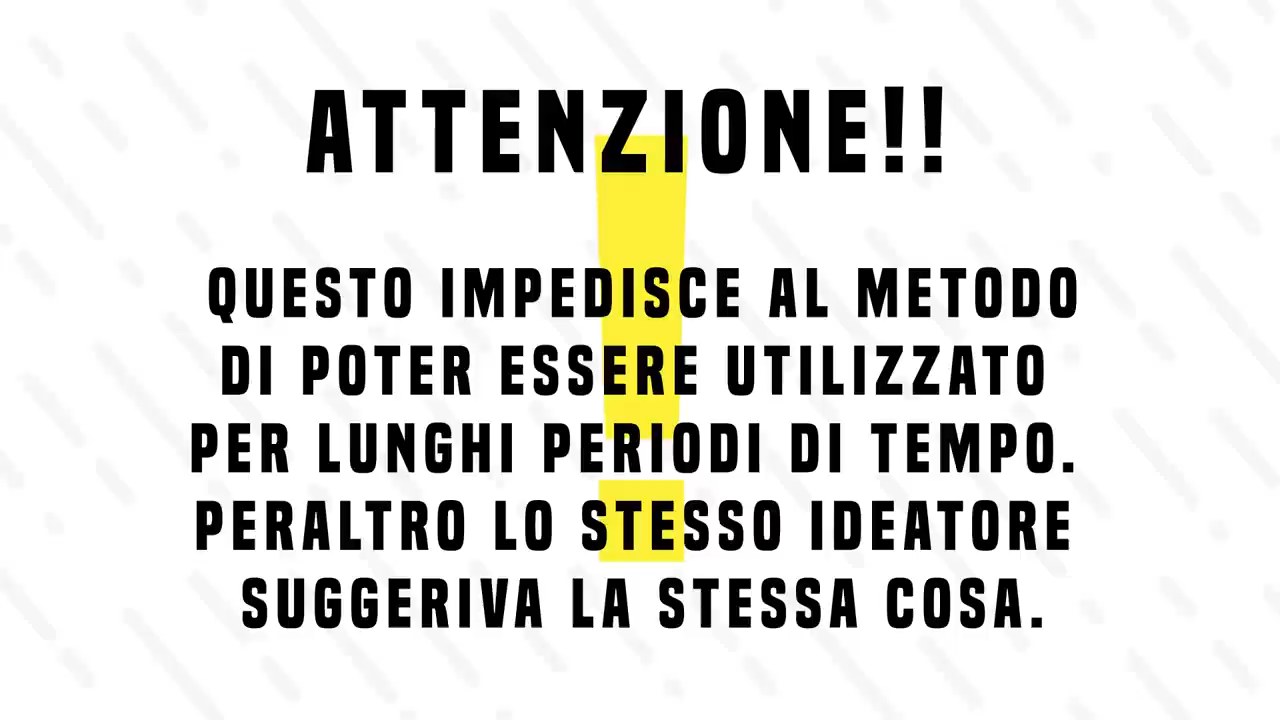 ATTENZIONE!!
QUESTO IMPEDISCE AL METODO
DI POTER ESSERE UTILIZZATO
PER LUNGHI PERIODI DI TEMPO.
PERALTRO LO STESSO IDEATORE
SUGGERIVA LA STESSA COSA.